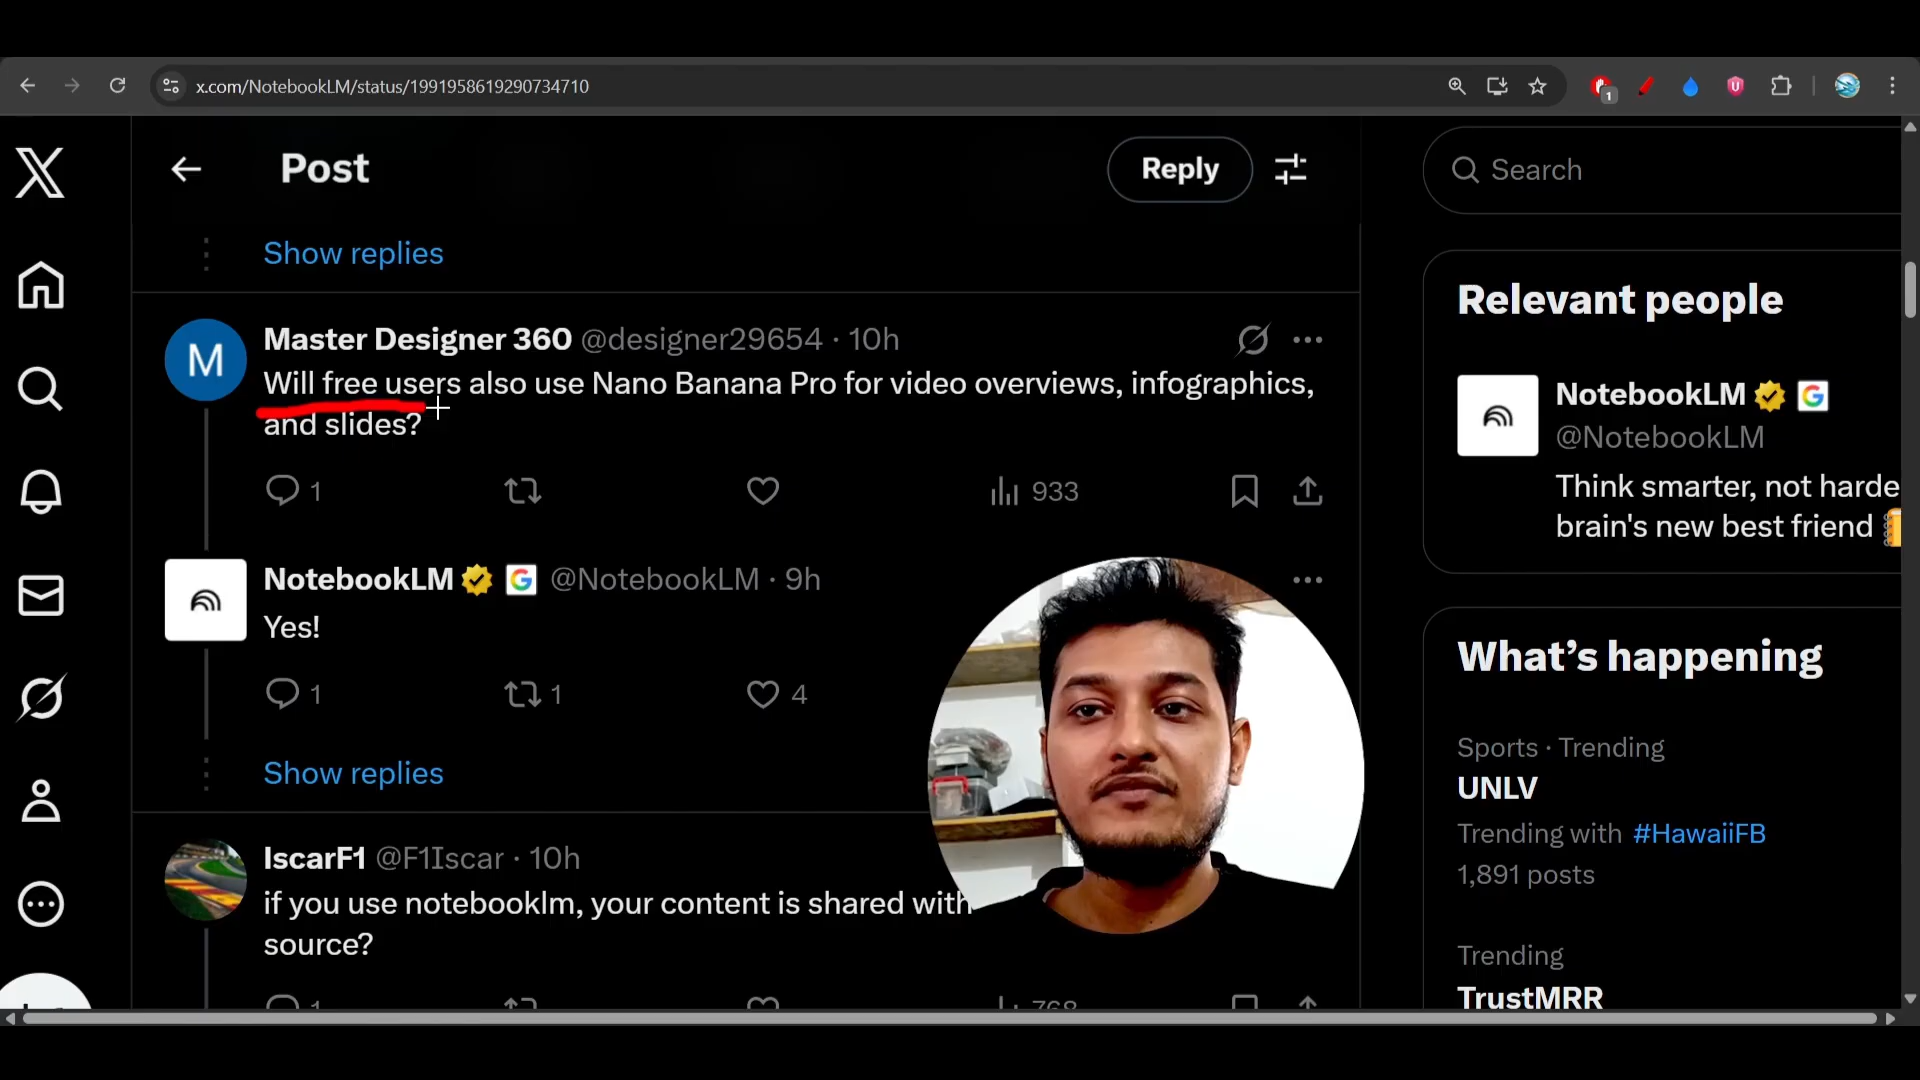 x.com/NotebookLM/status/1991958619290734710
1
Post
Reply
Search
Show replies
Relevant people
Master Designer 360 @designer29654 · 10h
M
Will free users also use Nano Banana Pro for video overviews, infographics,
and slides?
1
933
NotebookLM
@NotebookLM
Think smarter, not harde
brain's new best friend
NotebookLM @NotebookLM · 9h
Yes!
1
1
4
Show replies
What's happening
Sports · Trending
UNLV
Trending with #HawaiiFB
1,891 posts
IscarF1 @F1Iscar · 10h
if you use notebooklm, your content is shared with
source?
Trending
TrustMRR
1